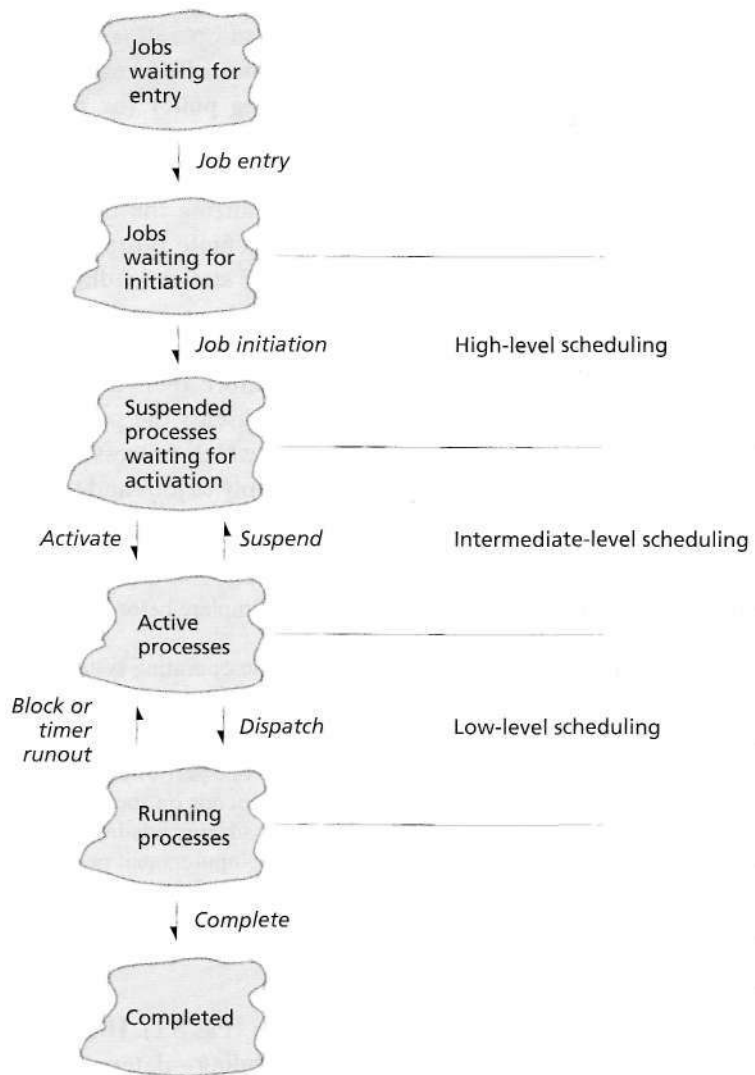 Jobs
waiting for
entry
Job entry
Jobs
waiting for
initiation
Job initiation
High-level scheduling
Suspended
processes
waiting for
activation
Activate
Suspend
Intermediate-level scheduling
Active
processes
Block or
timer
runout
Dispatch
Low-level scheduling
Running
processes
Complete
Completed